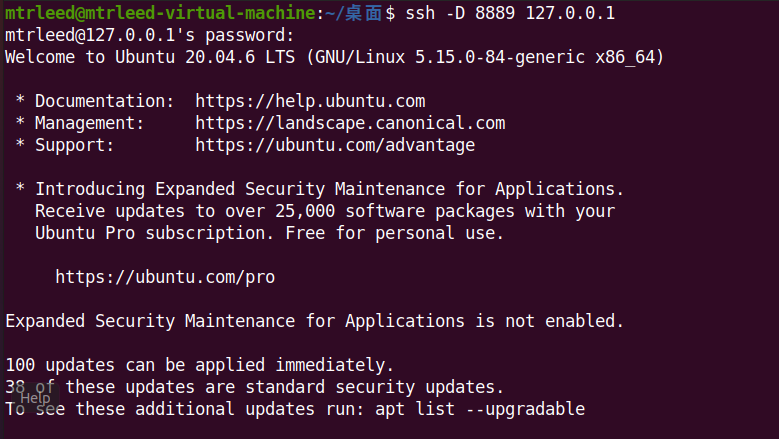 mtrleed@mtrleed-virtual-machine:~/桌面$ ssh -D 8889 127.0.0.1
mtrleed@127.0.0.1's password:
Welcome to Ubuntu 20.04.6 LTS (GNU/Linux 5.15.0-84-generic x86_64)
* Documentation:  https://help.ubuntu.com
* Management:     https://landscape.canonical.com
* Support:        https://ubuntu.com/advantage
* Introducing Expanded Security Maintenance for Applications.
Receive updates to over 25,000 software packages with your
Ubuntu Pro subscription. Free for personal use.
https://ubuntu.com/pro
Expanded Security Maintenance for Applications is not enabled.
100 updates can be applied immediately.
38 of these updates are standard security updates.
Help
To see these additional updates run: apt list --upgradable